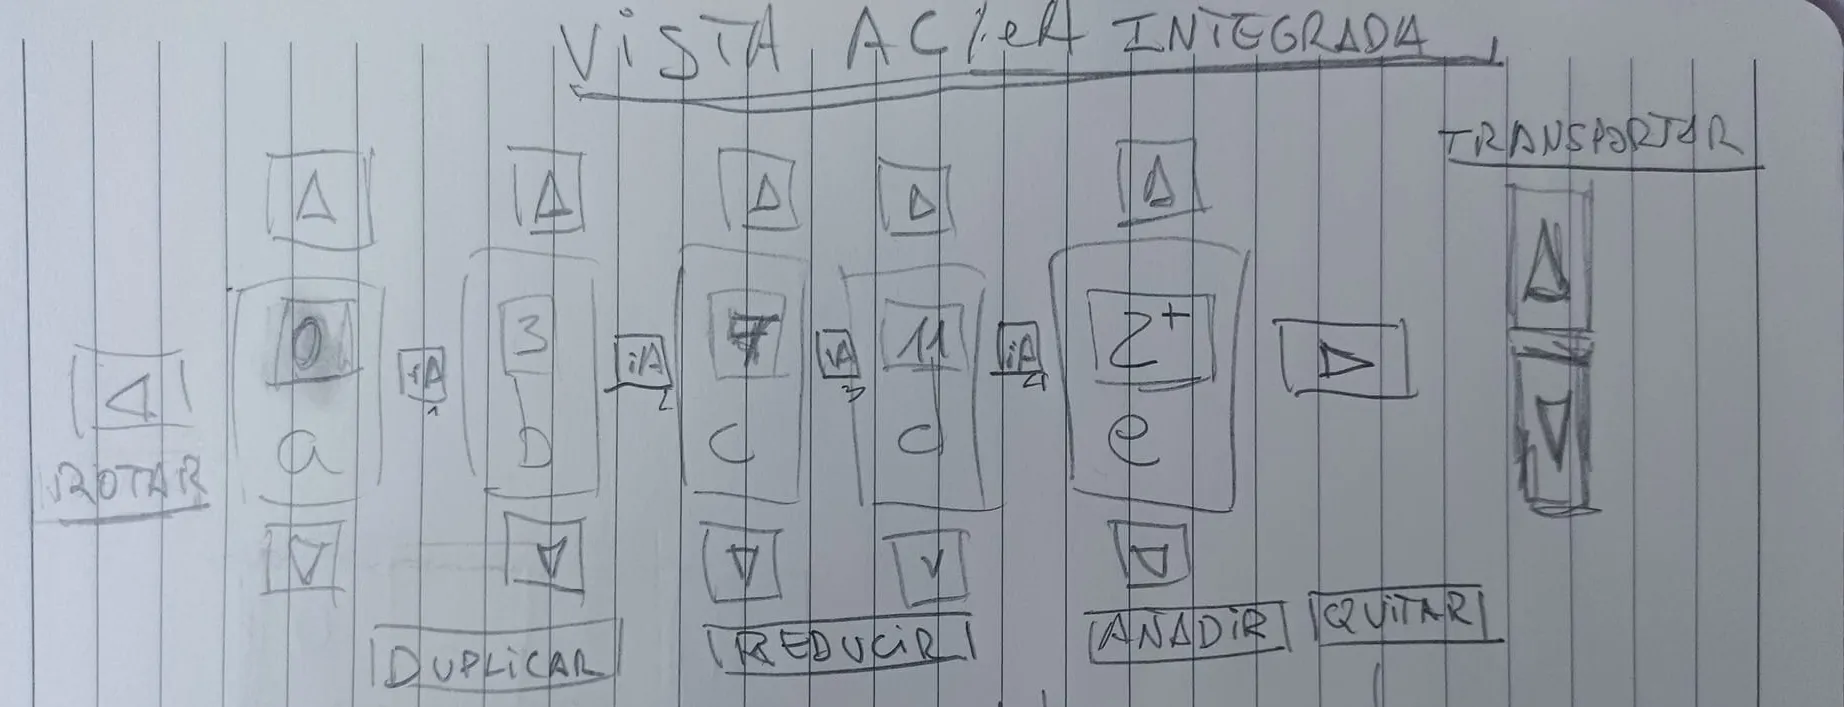 VISTA INTEGRADA
TRANSPORTAR
0 3 7 11 2+
iA 1 iA 2 iA 3 iA 4
a D C d e
ROTAR
DUPLICAR REDUCIR AÑADIR QUITAR